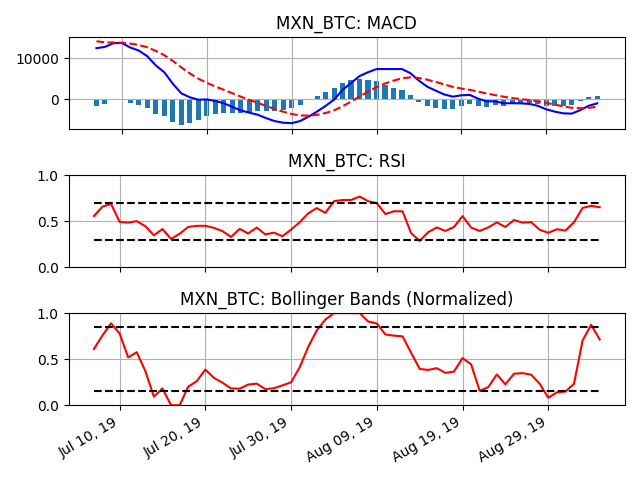 MXN_BTC: MACD
10000
0
MXN_BTC: RSI
1.0
0.5
0.0
MXN_BTC: Bollinger Bands (Normalized)
1.0
0.5
0.0
Jul 10, 19
Jul 20, 19
Jul 30, 19
Aug 09, 19
Aug 19, 19
Aug 29, 19